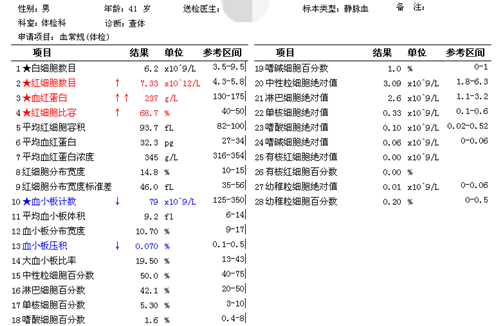 性别: 男 年龄: 41 岁 送检医生: 标本类型: 静脉血 备 注:
科室: 体检科 诊断: 查体
申请项目: 血常规(体检)
项目 结果 单位 参考区间 项目 结果 单位 参考区间
1 ★白细胞数目 6.2 x10^9/L 3.5-9.5
2 ★红细胞数目 ↑ 7.33 x10^12/L 4.3-5.8
3 ★血红蛋白 ↑↑ 237 g/L 130-175
4 ★红细胞比容 ↑ 68.7 % 40-50
5 平均红细胞容积 93.7 fL 82-100
6 平均血红蛋白 32.3 pg 27-34
7 平均血红蛋白浓度 345 g/L 316-354
8 红细胞分布宽度 14.8 % 10-15
9 红细胞分布宽度标准差 46.0 fL 35-56
10 ★血小板计数 ↓ 79 x10^9/L 125-350
11 平均血小板体积 9.2 fl 6-14
12 血小板分布宽度 10.70 % 9-17
13 血小板压积 ↓ 0.070 % 0.1-0.5
14 大血小板比率 19.50 % 13-43
15 中性粒细胞百分数 50.0 % 40-75
16 淋巴细胞百分数 42.1 % 20-50
17 单核细胞百分数 5.30 % 3-10
18 嗜酸细胞百分数 1.6 % 0.4-8
19 嗜碱细胞百分数 1.0 % 0-1
20 中性粒细胞绝对值 3.09 x10^9/L 1.8-6.3
21 淋巴细胞绝对值 2.6 x10^9/L 1.1-3.2
22 单核细胞绝对值 0.33 x10^9/L 0.1-0.6
23 嗜酸细胞绝对值 0.10 x10^9/L 0.02-0.52
24 嗜碱细胞绝对值 0.06 x10^9/L 0-0.06
25 有核红细胞绝对值 0.00 x10^9/L
26 有核红细胞百分数 0.00 %
27 幼稚粒细胞绝对值 0.01 x10^9/L 0-0.06
28 幼稚粒细胞百分数 0.20 % 0-0.5